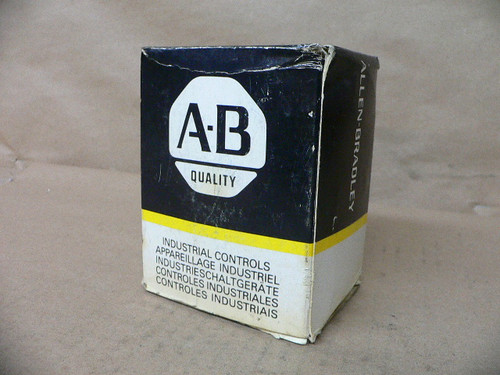 A-B
QUALITY
INDUSTRIAL CONTROLS
APPAREILLAGE INDUSTRIEL
INDUSTRIESCHALTGERÄTE
CONTROLES INDUSTRIALES
CONTROLES INDUSTRIAIS
ALLEN-BRADLEY